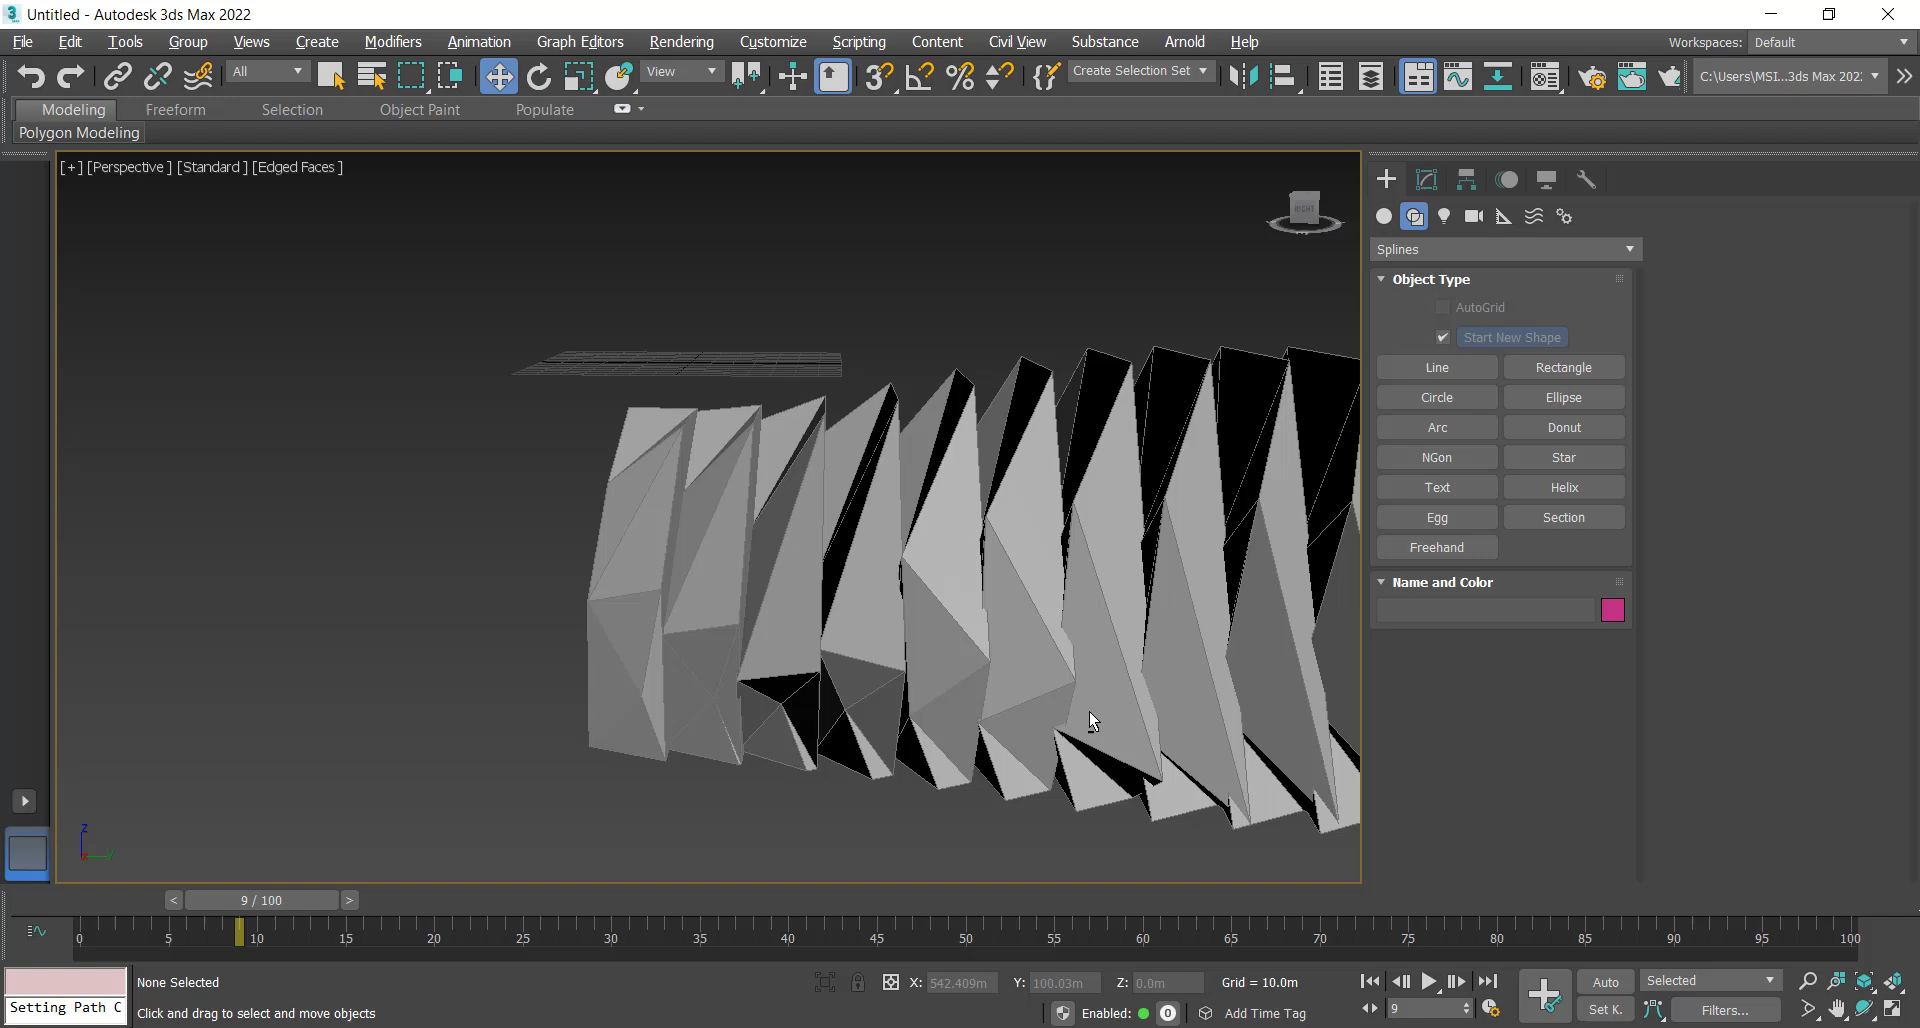 Untitled - Autodesk 3ds Max 2022
File Edit Tools Group Views Create Modifiers Animation Graph Editors Rendering Customize Scripting Content Civil View Substance Arnold Help Workspaces: Default
All View Create Selection Set C:\Users\MSI...3ds Max 202
Modeling Freeform Selection Object Paint Populate
Polygon Modeling
[+] [Perspective ] [Standard ] [Edged Faces ]
RIGHT
Splines
Object Type
AutoGrid
Start New Shape
Line Rectangle
Circle Ellipse
Arc Donut
NGon Star
Text Helix
Egg Section
Freehand
Name and Color
z
< 9 / 100 >
0 5 10 15 20 25 30 35 40 45 50 55 60 65 70 75 80 85 90 95 100
None Selected X: 542.409m Y: 100.03m Z: 0.0m Grid = 10.0m Auto Selected
Setting Path C Click and drag to select and move objects Enabled: 0 Add Time Tag 9 Set K. Filters...